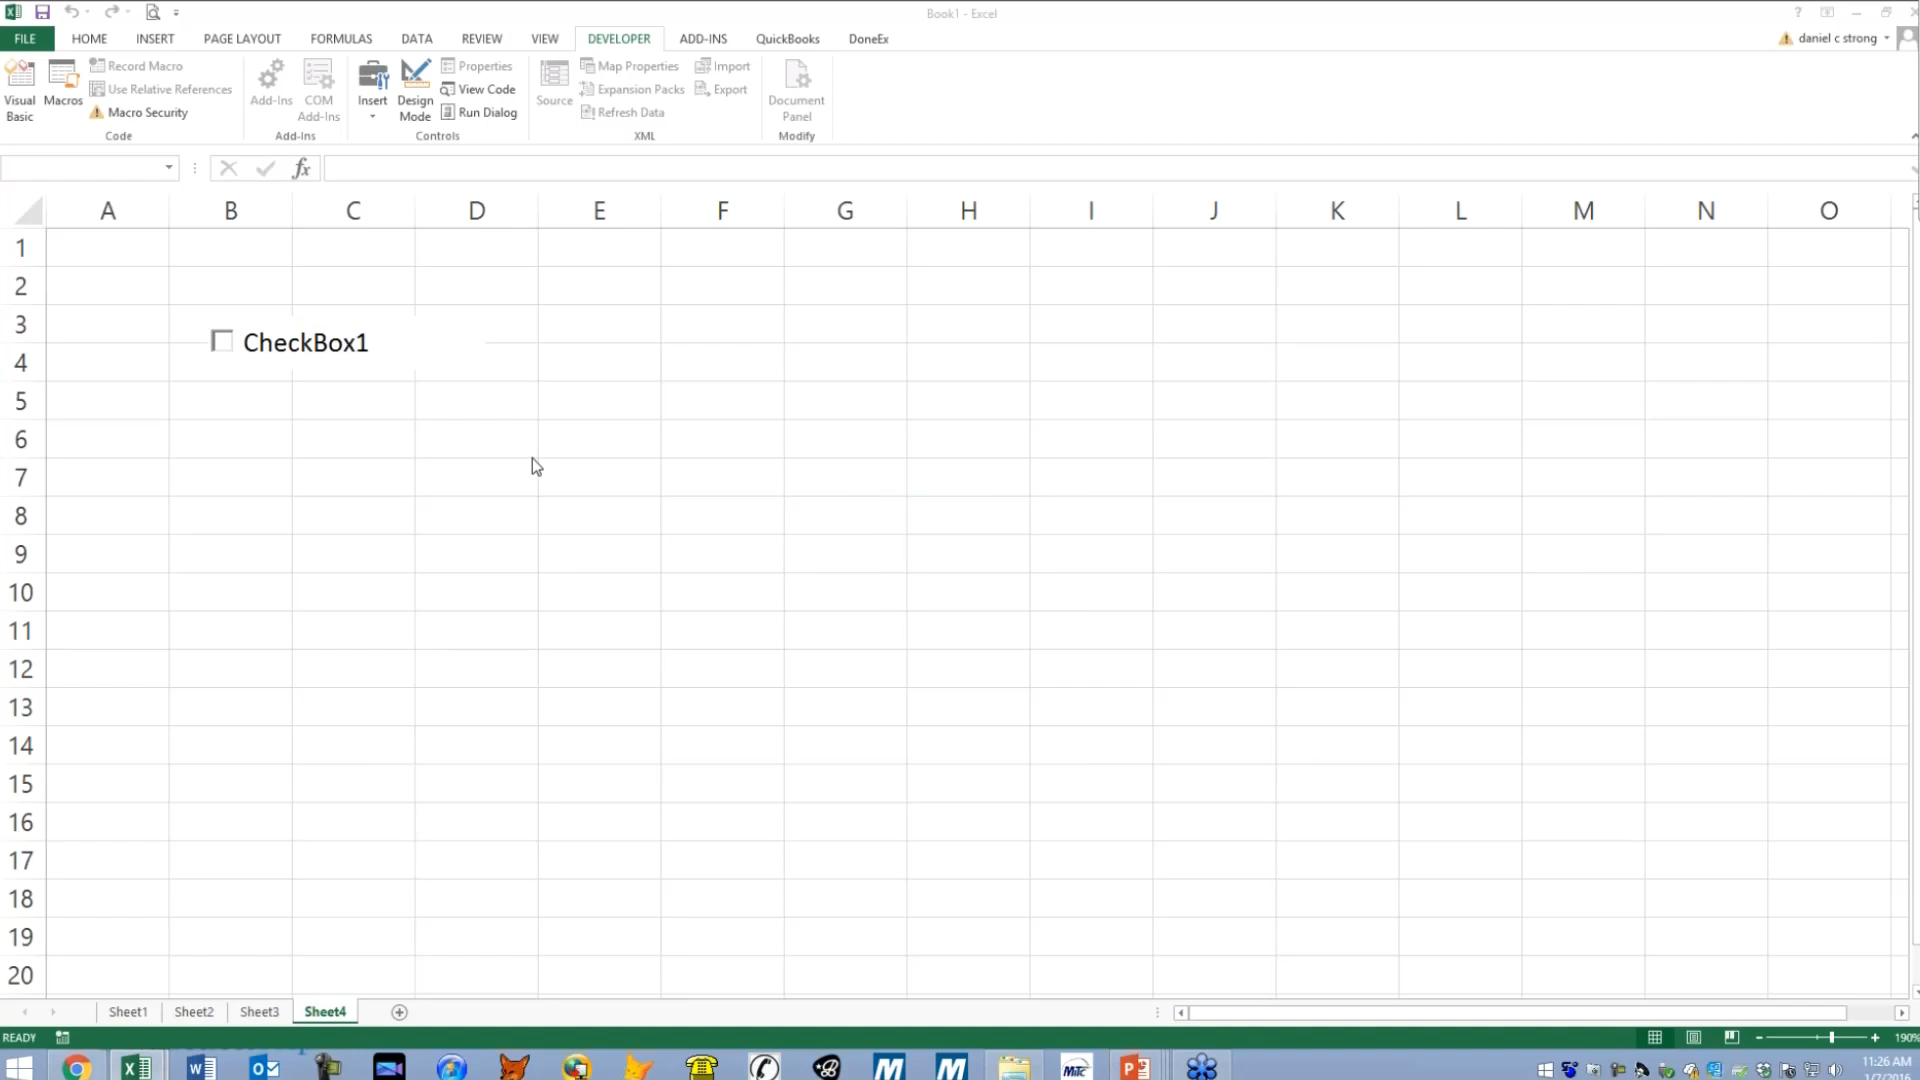 Book1 - Excel
?
FILE HOME INSERT PAGE LAYOUT FORMULAS DATA REVIEW VIEW DEVELOPER ADD-INS QuickBooks DoneEx
daniel c strong
Visual Basic
Macros
Record Macro
Use Relative References
Macro Security
Code
Add-Ins
COM Add-Ins
Add-Ins
Insert
Design Mode
Properties
View Code
Run Dialog
Controls
Source
Map Properties
Expansion Packs
Refresh Data
Import
Export
XML
Document Panel
Modify
fx
A B C D E F G H I J K L M N O
1
2
3
CheckBox1
4
5
6
7
8
9
10
11
12
13
14
15
16
17
18
19
20
Sheet1 Sheet2 Sheet3 Sheet4
READY
190%
11:26 AM
1/7/2016